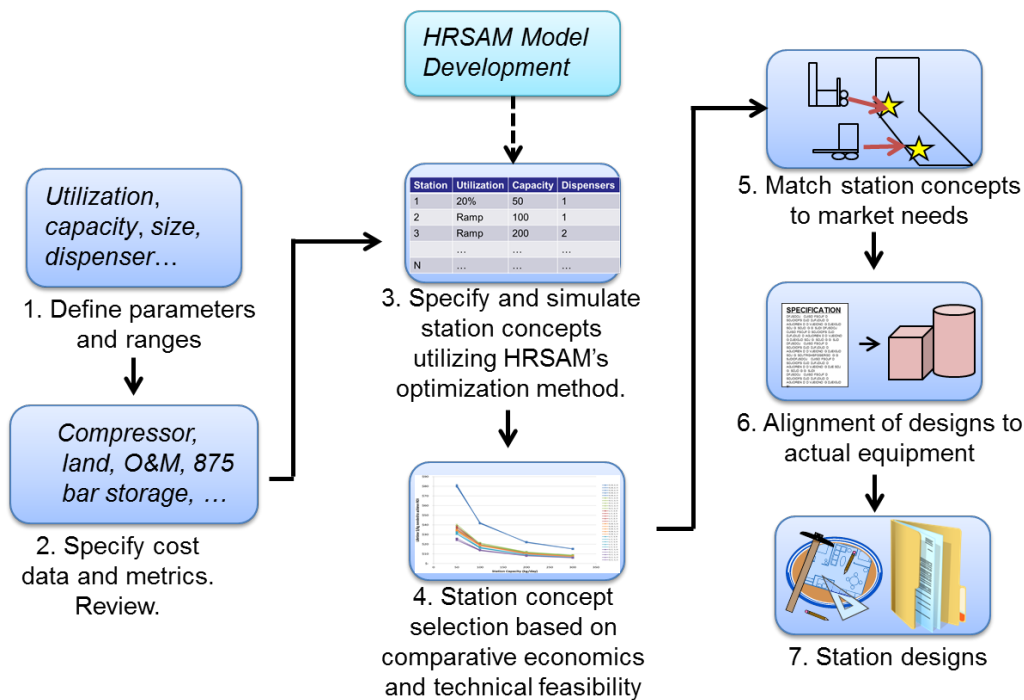 HRSAM Model
Development
Utilization,
capacity, size,
dispenser…
1. Define parameters
and ranges
Compressor,
land, O&M, 875
bar storage, …
2. Specify cost
data and metrics.
Review.
Station Utilization Capacity Dispensers
1 20% 50 1
2 Ramp 100 1
3 Ramp 200 2
… … …
N … … …
3. Specify and simulate
station concepts
utilizing HRSAM’s
optimization method.
Station Capacity (kg/day)
4. Station concept
selection based on
comparative economics
and technical feasibility
5. Match station concepts
to market needs
SPECIFICATION
6. Alignment of designs to
actual equipment
7. Station designs